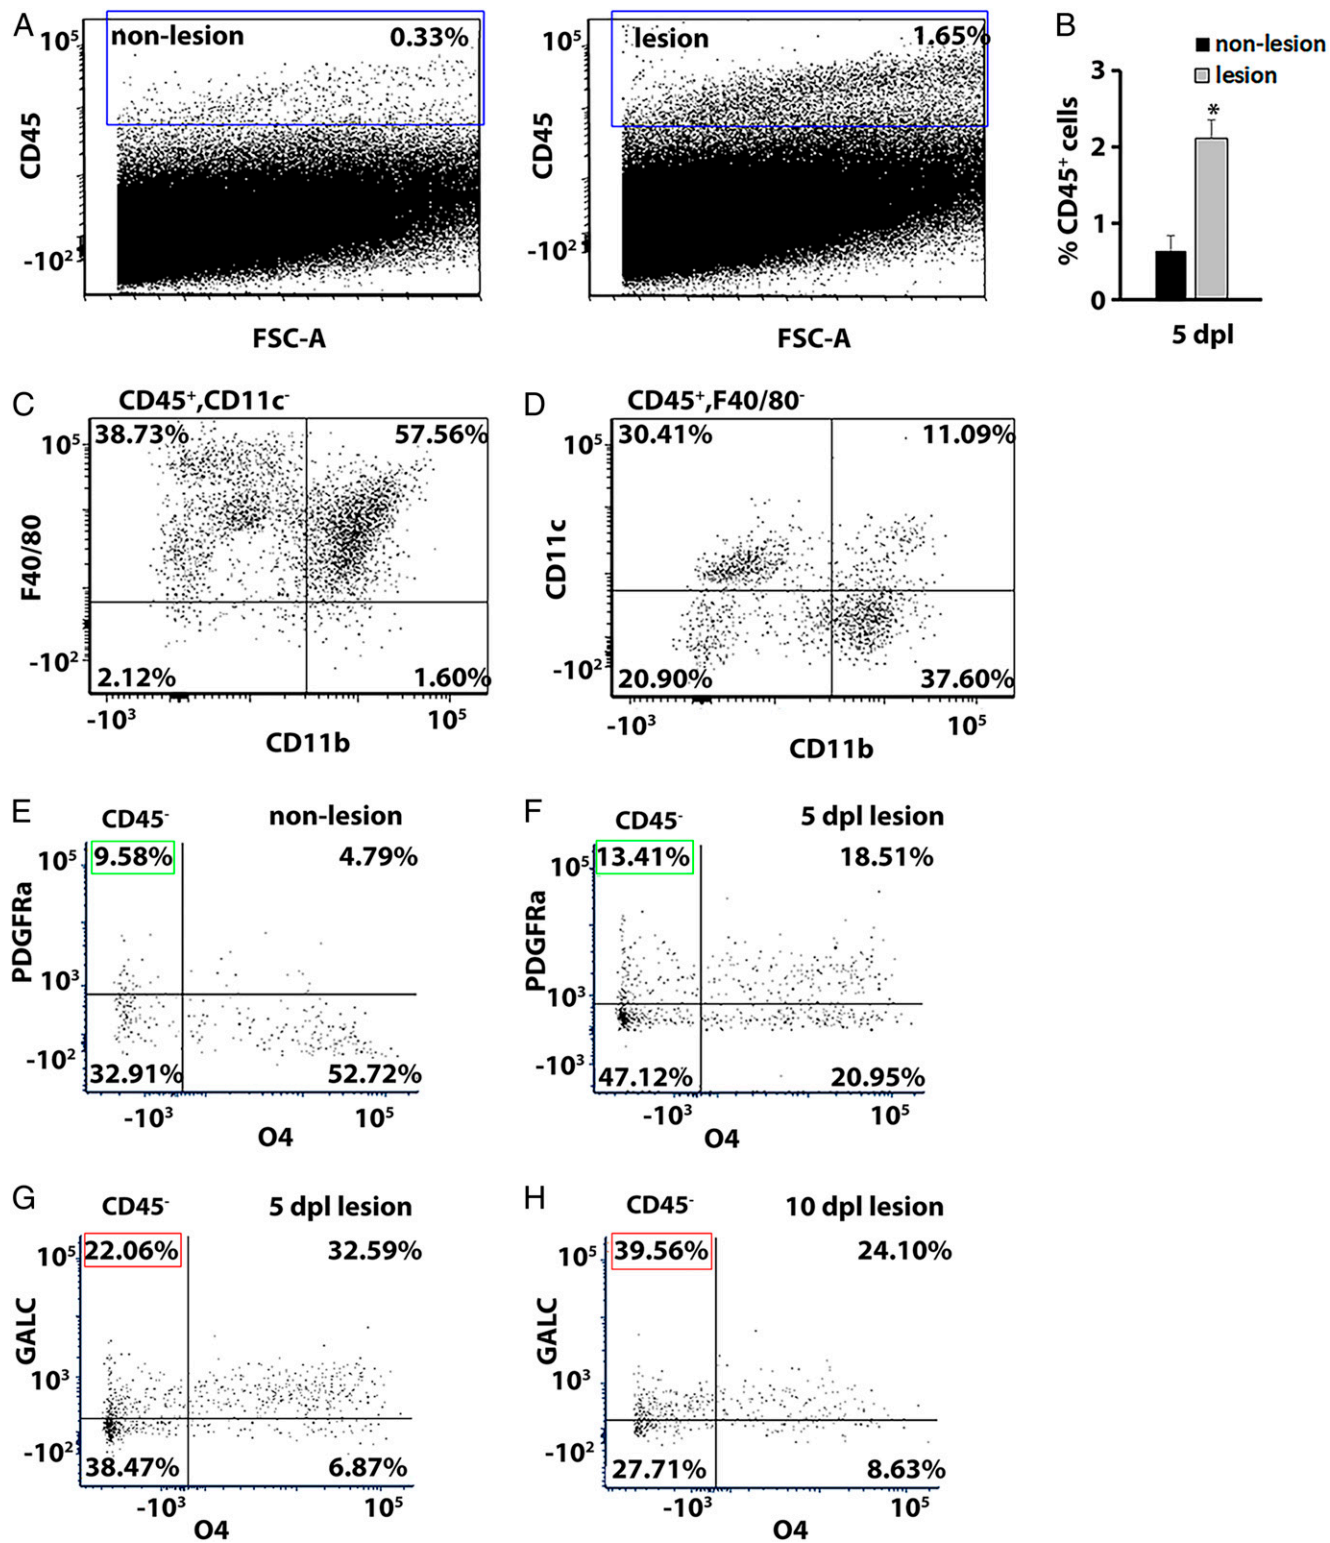 A
non-lesion 0.33%
10⁵
CD45
-10²
FSC-A
lesion 1.65%
10⁵
CD45
-10²
FSC-A
B
non-lesion
lesion
% CD45⁺ cells
3
2
1
0
*
5 dpl
C
CD45⁺,CD11c⁻
38.73% 57.56%
10⁵
F40/80
-10²
2.12% 1.60%
-10³ 10⁵
CD11b
D
CD45⁺,F40/80⁻
30.41% 11.09%
10⁵
CD11c
-10²
20.90% 37.60%
-10³ 10⁵
CD11b
E
CD45⁻ non-lesion
9.58% 4.79%
10⁵
PDGFRa
10³
-10²
32.91% 52.72%
-10³ 10⁵
O4
F
CD45⁻ 5 dpl lesion
13.41% 18.51%
10⁵
PDGFRa
10³
-10³
47.12% 20.95%
-10³ 10⁵
O4
G
CD45⁻ 5 dpl lesion
22.06% 32.59%
10⁵
GALC
10³
-10²
38.47% 6.87%
-10³ 10⁵
O4
H
CD45⁻ 10 dpl lesion
39.56% 24.10%
10⁵
GALC
10³
-10²
27.71% 8.63%
-10³ 10⁵
O4